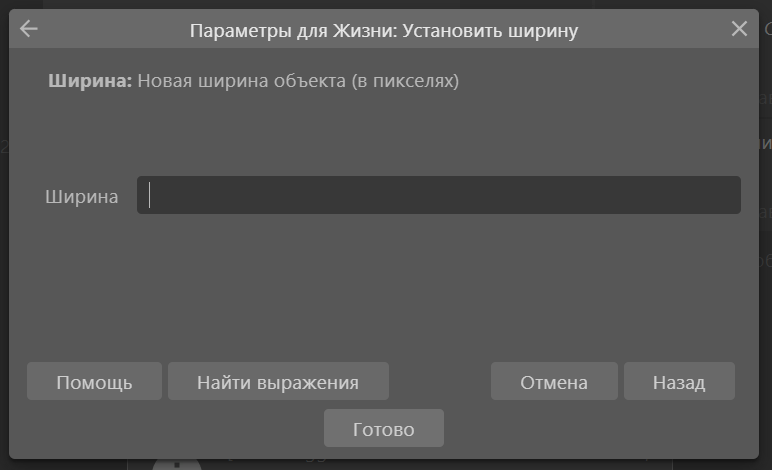 Параметры для Жизни: Установить ширину
Ширина: Новая ширина объекта (в пикселях)
Ширина
Помощь
Найти выражения
Отмена
Назад
Готово